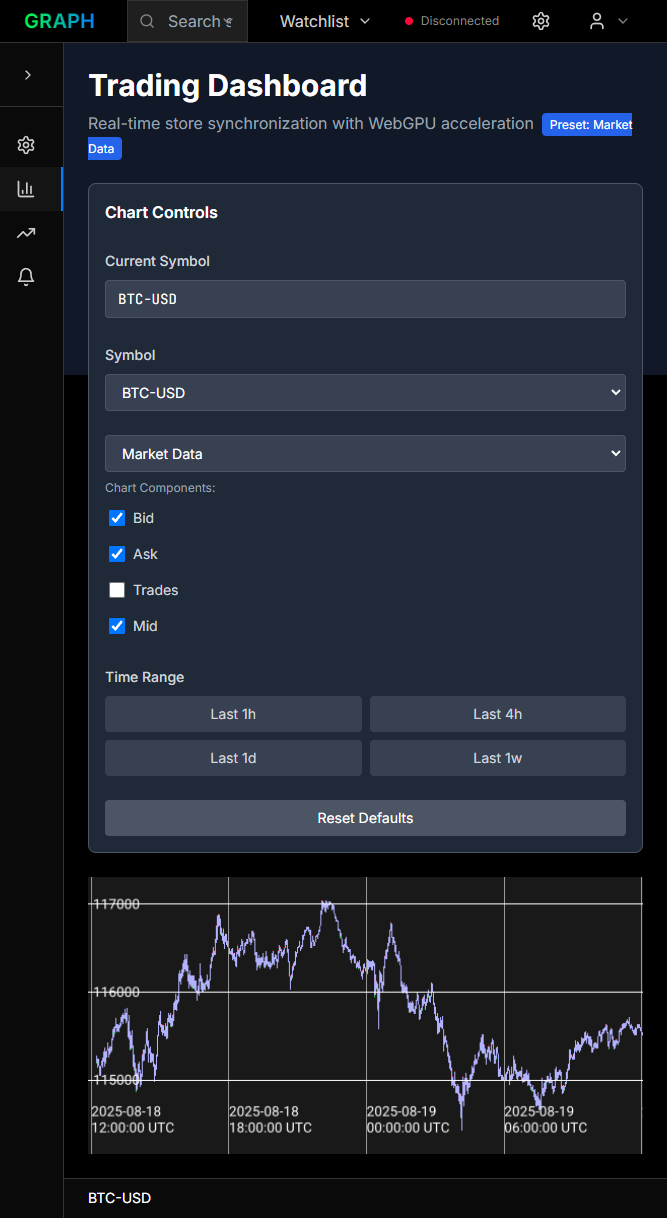 GRAPH
Search
Watchlist
Disconnected
Trading Dashboard
Real-time store synchronization with WebGPU acceleration Preset: Market
Data
Chart Controls
Current Symbol
BTC-USD
Symbol
BTC-USD
Market Data
Chart Components:
Bid
Ask
Trades
Mid
Time Range
Last 1h Last 4h
Last 1d Last 1w
Reset Defaults
117000
116000
115000
2025-08-18 2025-08-18 2025-08-19 2025-08-19
12:00:00 UTC 18:00:00 UTC 00:00:00 UTC 06:00:00 UTC
BTC-USD